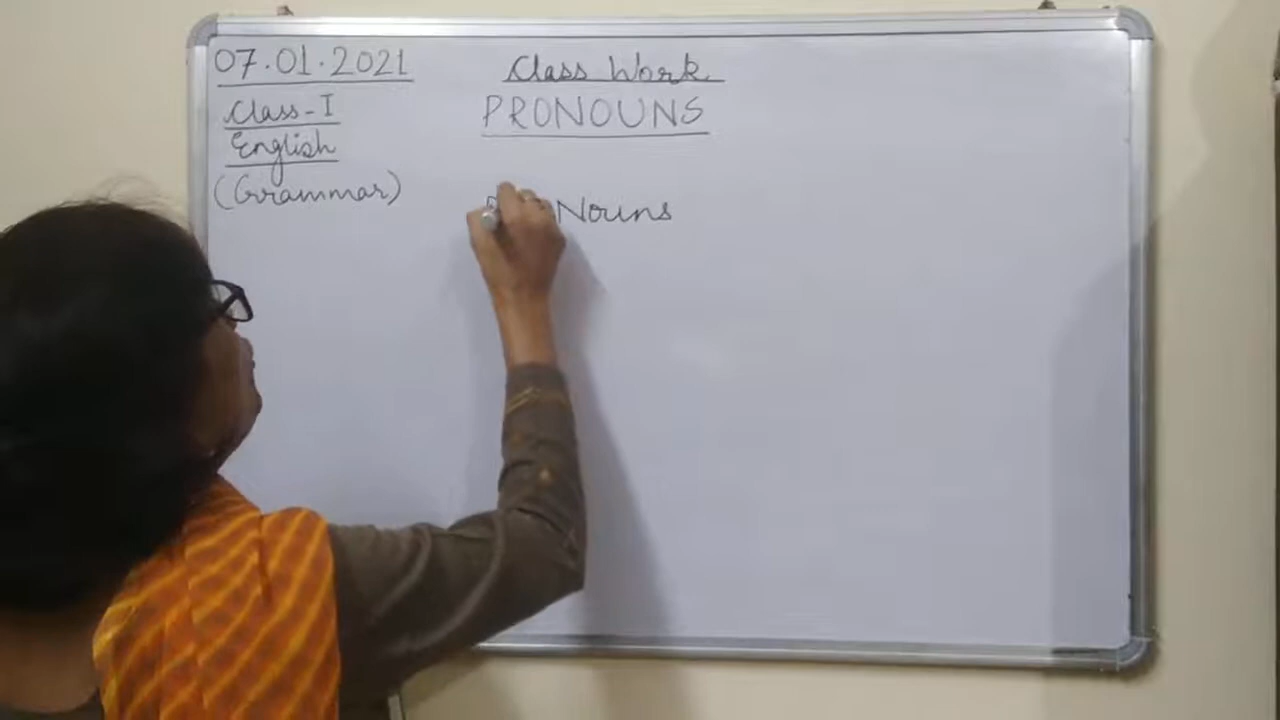 07.01.2021
Class Work
Class-I
PRONOUNS
English
(Grammar)
Nouns